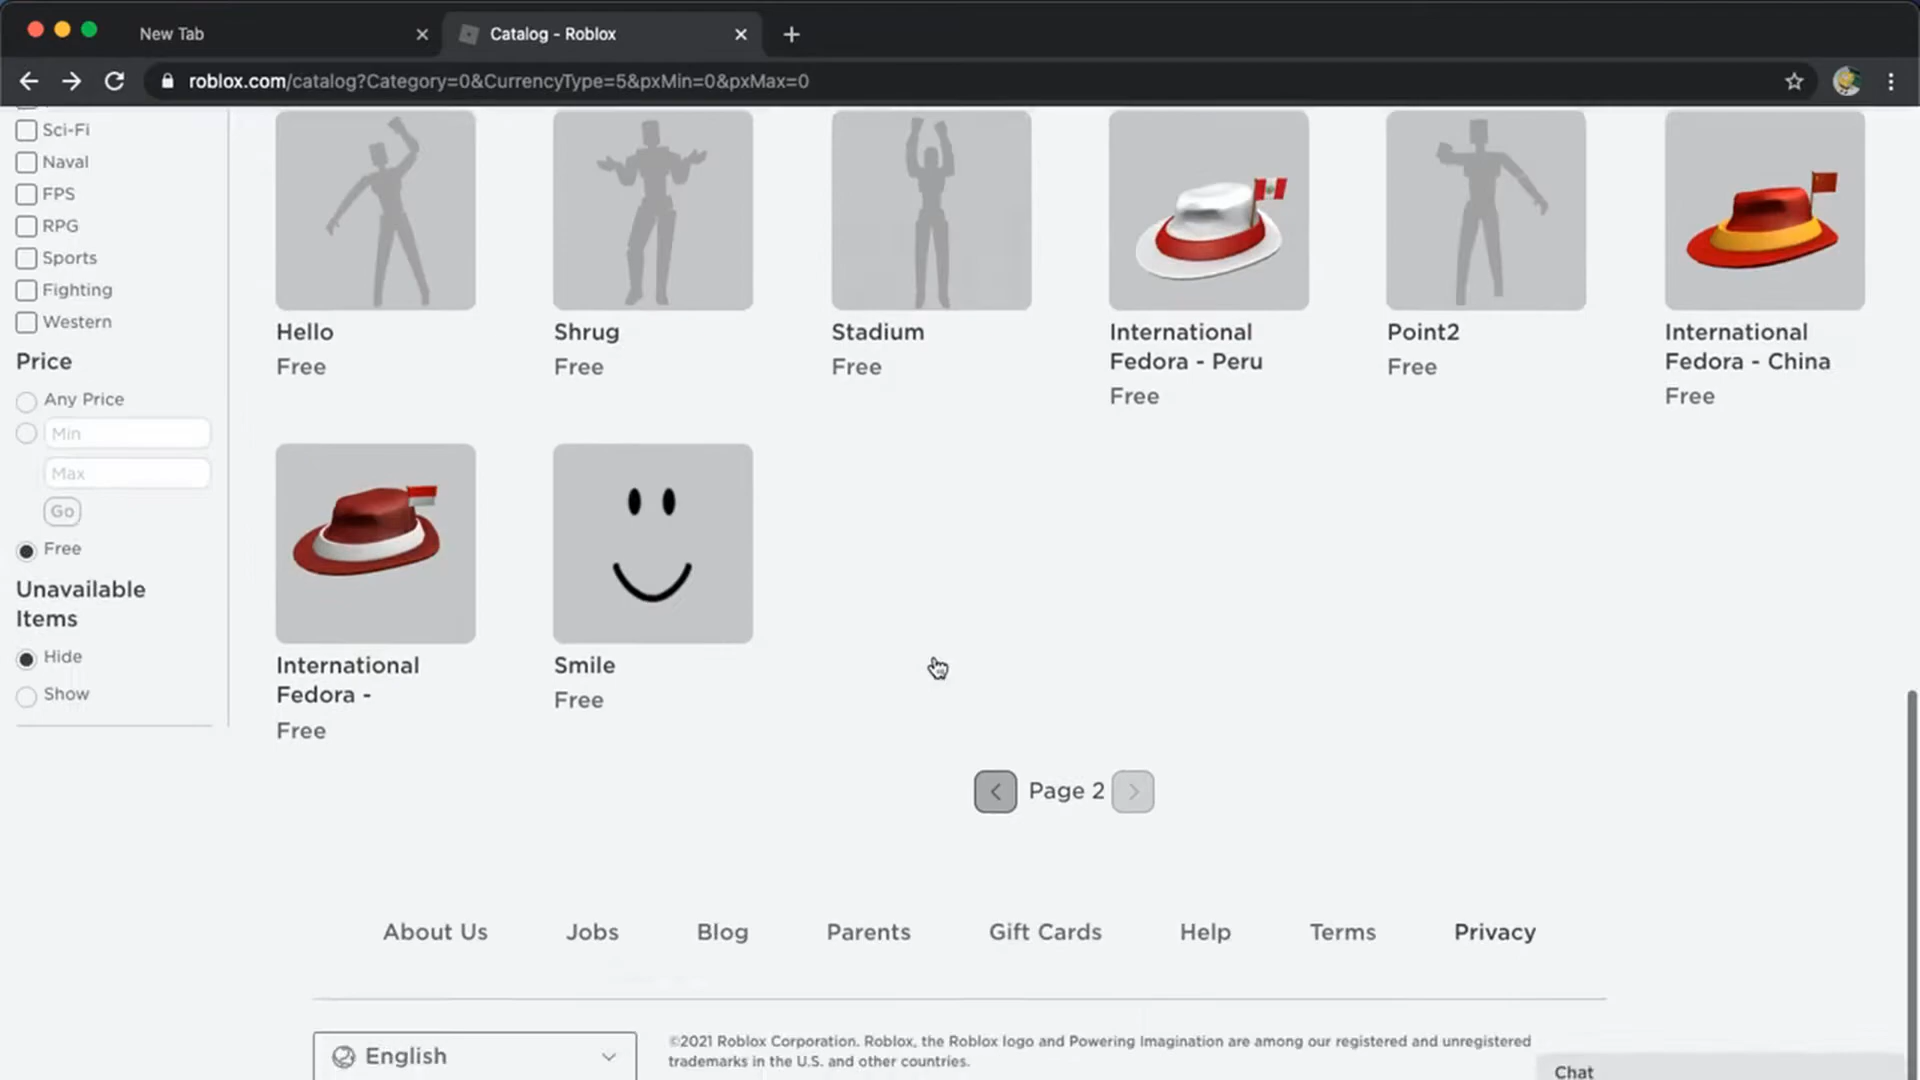 New Tab
Catalog - Roblox
roblox.com/catalog?Category=0&CurrencyType=5&pxMin=0&pxMax=0
Sci-Fi
Naval
FPS
RPG
Sports
Fighting
Western
Price
Any Price
Min
Max
Go
Free
Unavailable
Items
Hide
Show
Hello
Free
Shrug
Free
Stadium
Free
International
Fedora - Peru
Free
Point2
Free
International
Fedora - China
Free
International
Fedora -
Free
Smile
Free
Page 2
About Us
Jobs
Blog
Parents
Gift Cards
Help
Terms
Privacy
English
©2021 Roblox Corporation. Roblox, the Roblox logo and Powering Imagination are among our registered and unregistered
trademarks in the U.S. and other countries.
Chat